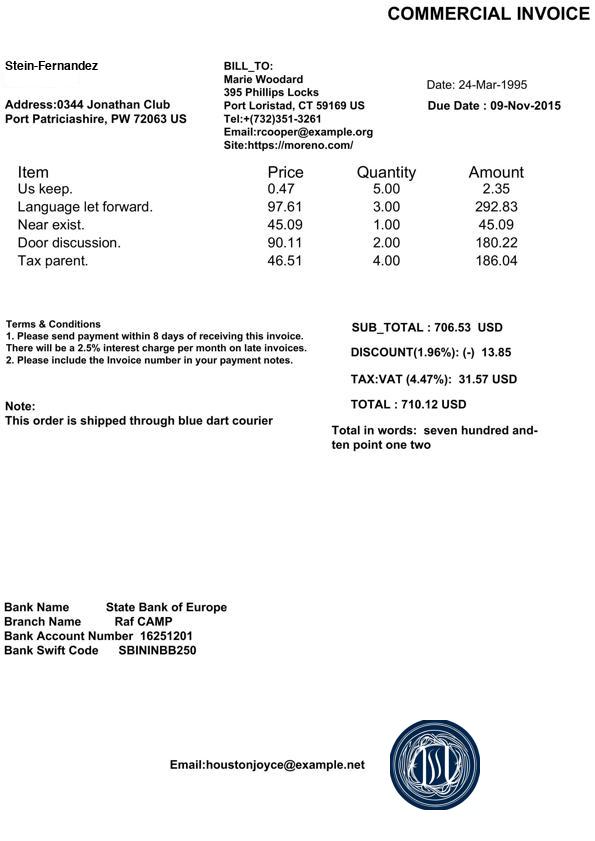 COMMERCIAL INVOICE
Stein-Fernandez
Address:0344 Jonathan Club
Port Patriciashire, PW 72063 US
BILL_TO:
Marie Woodard
395 Phillips Locks
Port Loristad, CT 59169 US
Tel:+(732)351-3261
Email:rcooper@example.org
Site:https://moreno.com/
Date: 24-Mar-1995
Due Date : 09-Nov-2015
Item Price Quantity Amount
Us keep. 0.47 5.00 2.35
Language let forward. 97.61 3.00 292.83
Near exist. 45.09 1.00 45.09
Door discussion. 90.11 2.00 180.22
Tax parent. 46.51 4.00 186.04
Terms & Conditions
1. Please send payment within 8 days of receiving this invoice.
There will be a 2.5% interest charge per month on late invoices.
2. Please include the Invoice number in your payment notes.
Note:
This order is shipped through blue dart courier
SUB_TOTAL : 706.53 USD
DISCOUNT(1.96%): (-) 13.85
TAX:VAT (4.47%): 31.57 USD
TOTAL : 710.12 USD
Total in words: seven hundred and-
ten point one two
Bank Name State Bank of Europe
Branch Name Raf CAMP
Bank Account Number 16251201
Bank Swift Code SBININBB250
Email:houstonjoyce@example.net